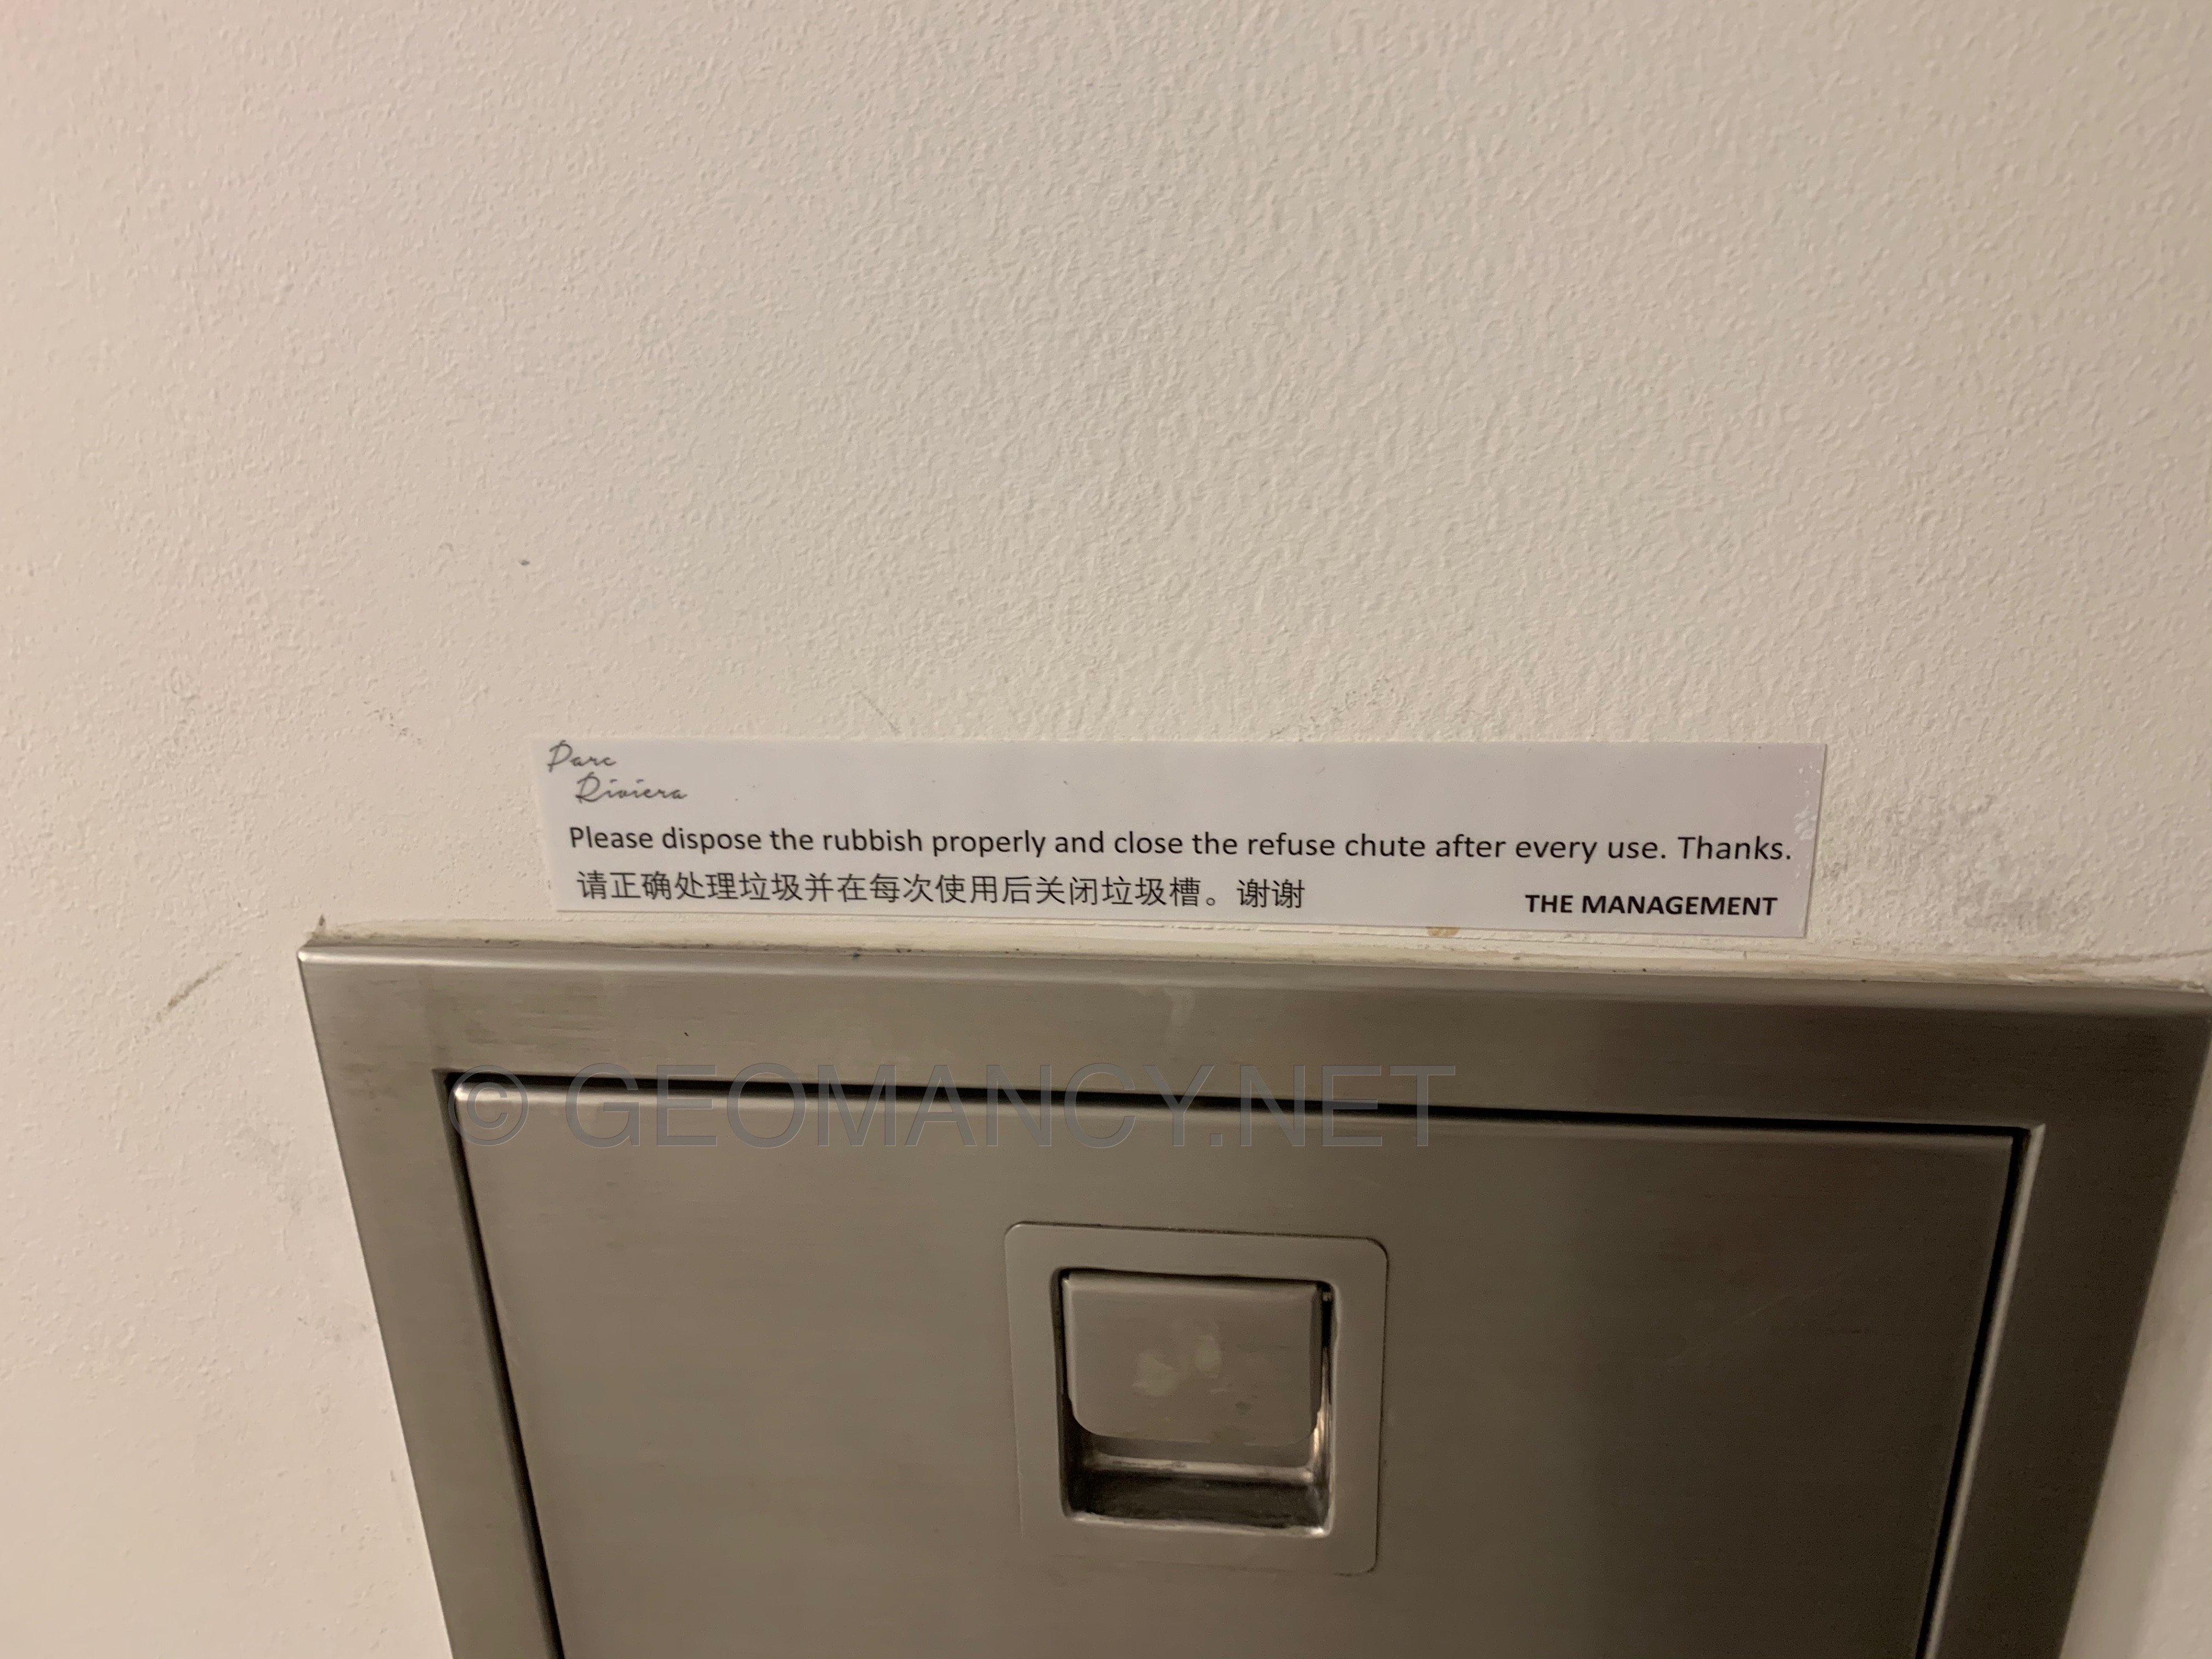 Parc
Riviera
Please dispose the rubbish properly and close the refuse chute after every use. Thanks.
请正确处理垃圾并在每次使用后关闭垃圾槽。谢谢
THE MANAGEMENT
© GEOMANCY.NET